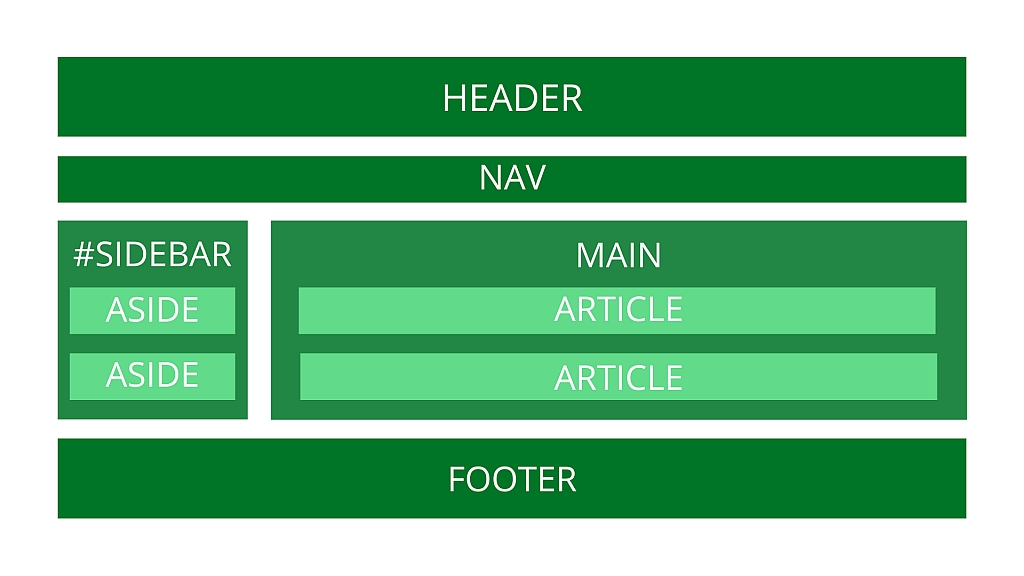 HEADER
NAV
#SIDEBAR
ASIDE
ASIDE
MAIN
ARTICLE
ARTICLE
FOOTER